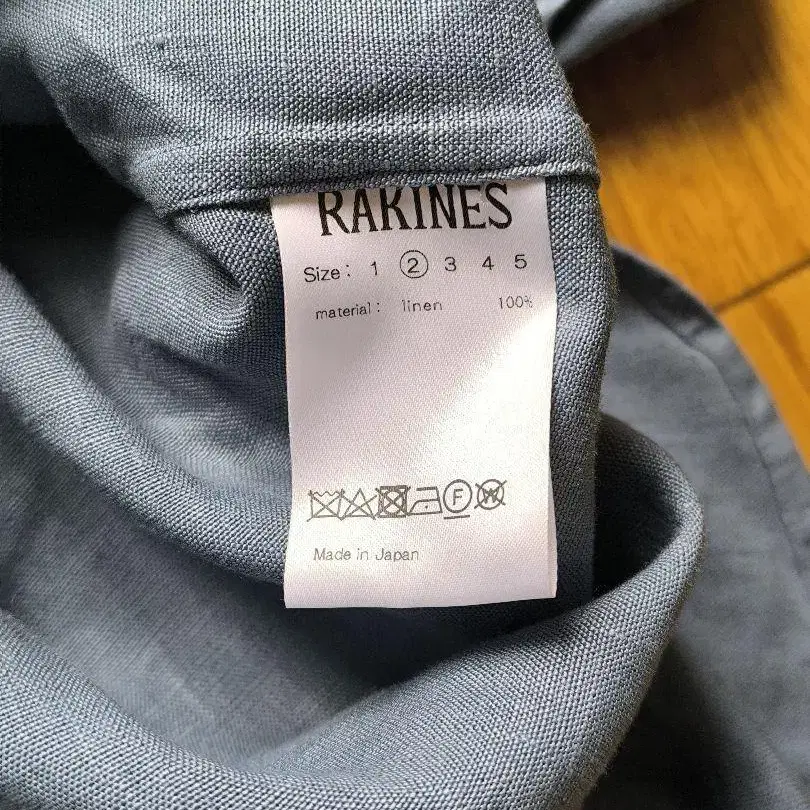 RAKINES
Size: 1 2 3 4 5
material: linen 100%
F W
Made in Japan